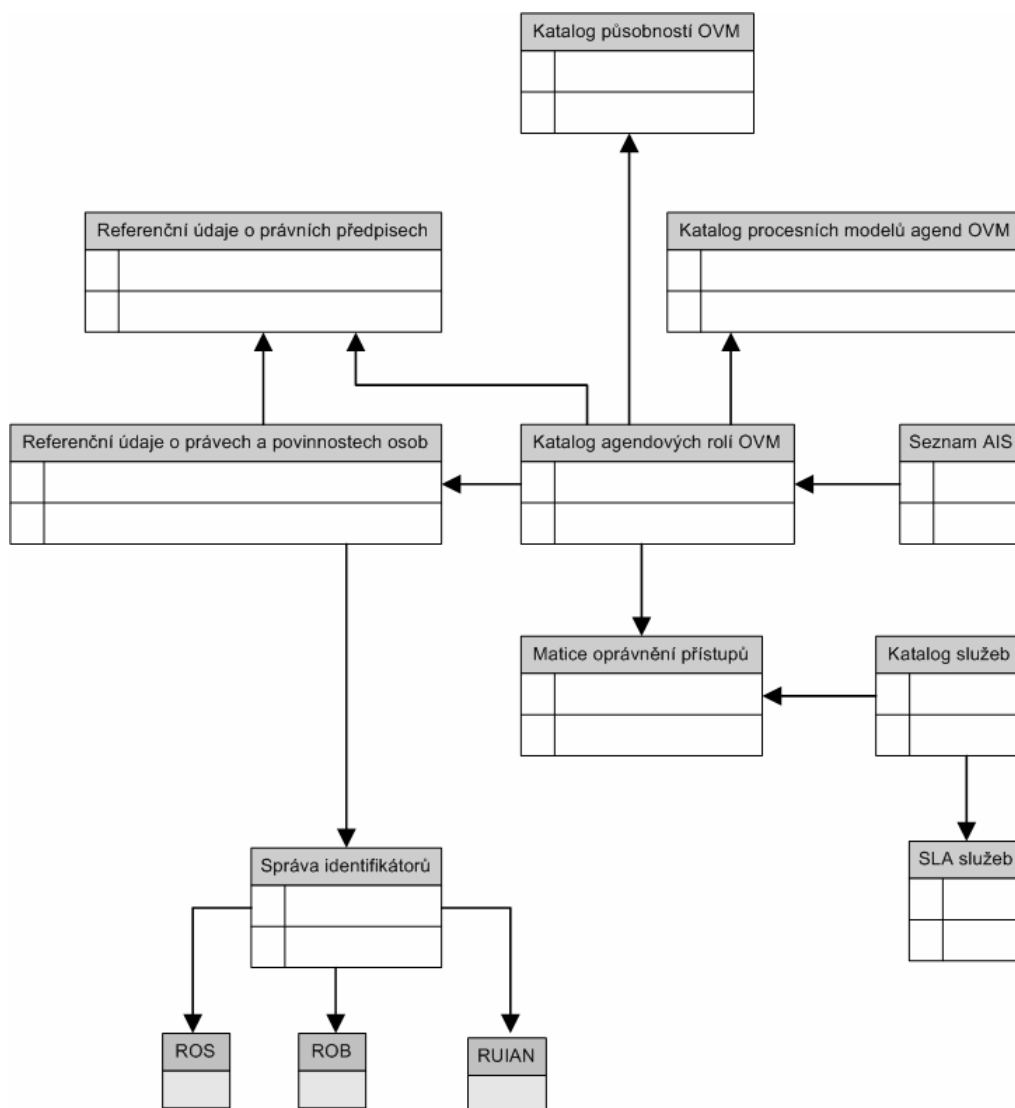 Katalog působností OVM
Referenční údaje o právních předpisech
Katalog procesních modelů agend OVM
Referenční údaje o právech a povinnostech osob
Katalog agendových rolí OVM
Seznam AIS
Matice oprávnění přístupů
Katalog služeb
Správa identifikátorů
SLA služeb
ROS
ROB
RUIAN